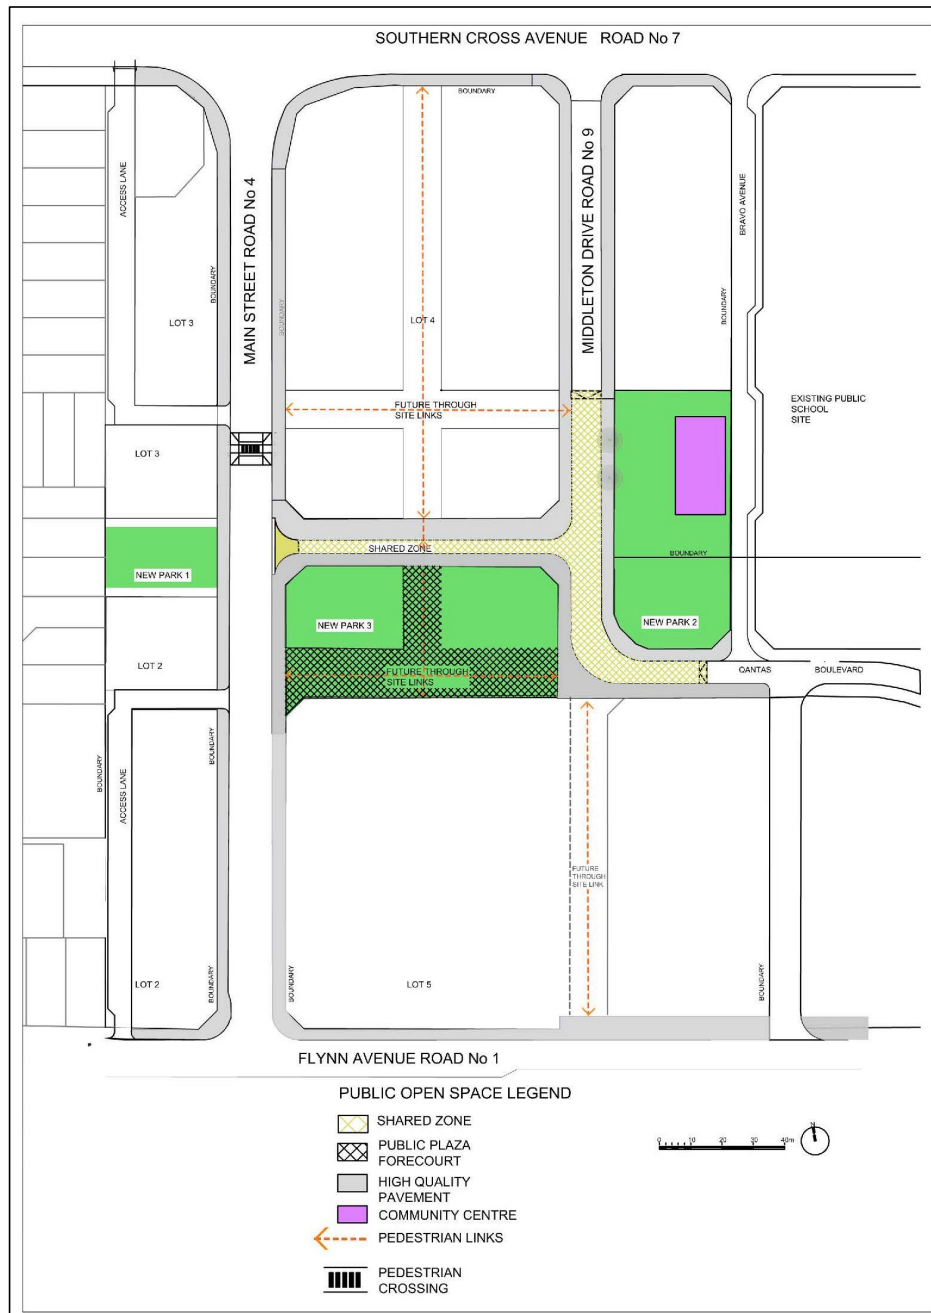 SOUTHERN CROSS AVENUE ROAD No 7
BOUNDARY
ACCESS LANE
MAIN STREET ROAD No 4
MIDDLETON DRIVE ROAD No 9
BRAVO AVENUE
BOUNDARY
BOUNDARY
BOUNDARY
LOT 3
LOT 4
FUTURE THROUGH
SITE LINKS
EXISTING PUBLIC
SCHOOL
SITE
LOT 3
SHARED ZONE
BOUNDARY
NEW PARK 1
NEW PARK 3
NEW PARK 2
LOT 2
FUTURE THROUGH
SITE LINKS
QANTAS BOULEVARD
BOUNDARY
BOUNDARY
ACCESS LANE
FUTURE
THROUGH
SITE LINK
LOT 2
BOUNDARY
BOUNDARY
LOT 5
BOUNDARY
FLYNN AVENUE ROAD No 1
PUBLIC OPEN SPACE LEGEND
SHARED ZONE
PUBLIC PLAZA
FORECOURT
HIGH QUALITY
PAVEMENT
COMMUNITY CENTRE
PEDESTRIAN LINKS
PEDESTRIAN
CROSSING
0 10 20 30 40m
N